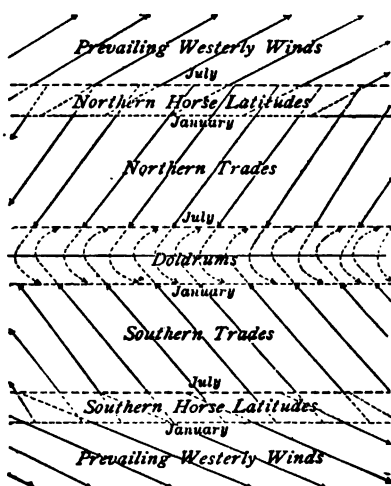 Prevailing Westerly Winds
July
Northern Horse Latitudes
January
Northern Trades
July
Doldrums
January
Southern Trades
July
Southern Horse Latitudes
January
Prevailing Westerly Winds